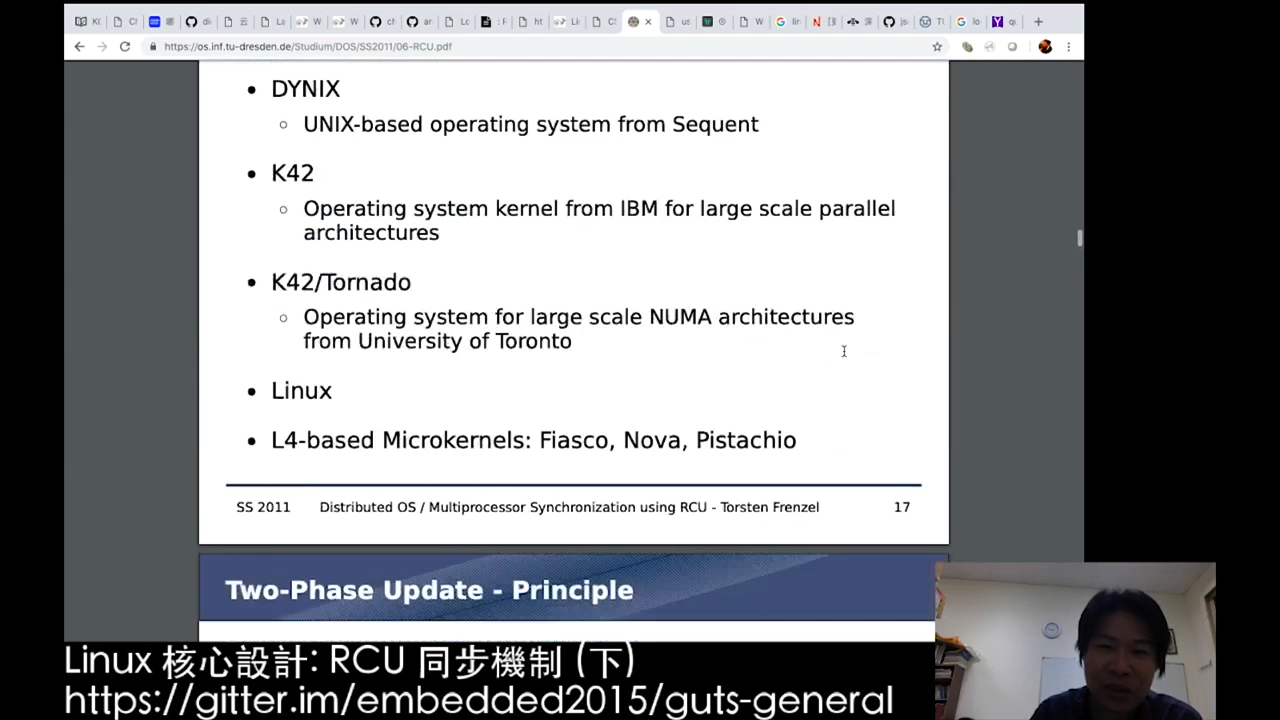 https://os.inf.tu-dresden.de/Studium/DOS/SS2011/06-RCU.pdf
• DYNIX
○ UNIX-based operating system from Sequent
• K42
○ Operating system kernel from IBM for large scale parallel
architectures
• K42/Tornado
○ Operating system for large scale NUMA architectures
from University of Toronto
• Linux
• L4-based Microkernels: Fiasco, Nova, Pistachio
SS 2011 Distributed OS / Multiprocessor Synchronization using RCU - Torsten Frenzel 17
Two-Phase Update - Principle
Linux 核心設計: RCU 同步機制 (下)
https://gitter.im/embedded2015/guts-general